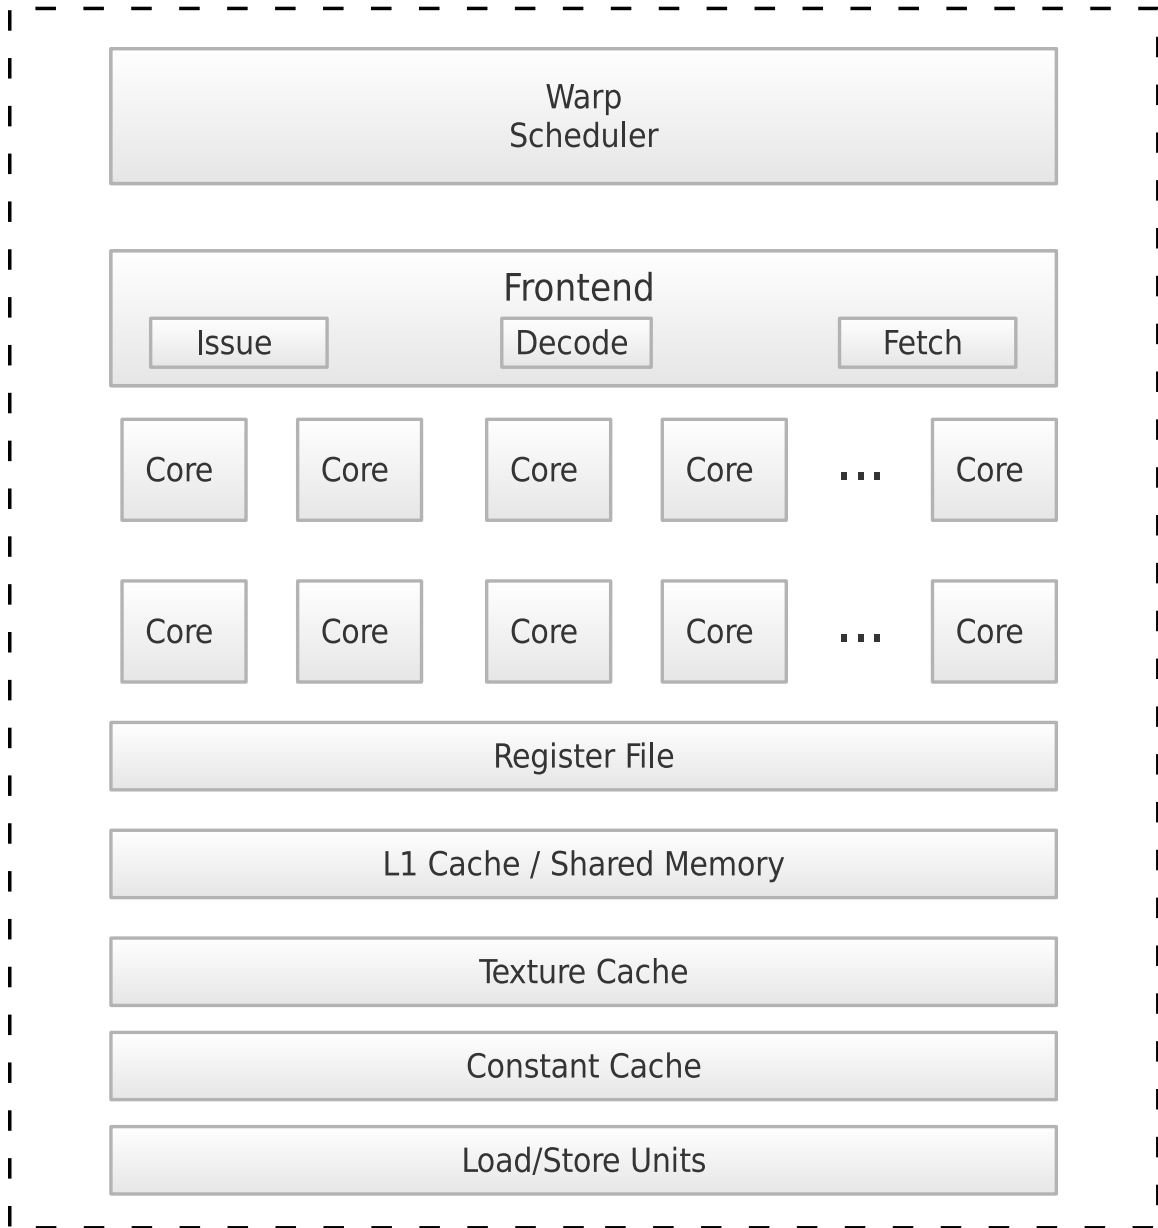 Warp
Scheduler
Frontend
Issue Decode Fetch
Core Core Core Core ... Core
Core Core Core Core ... Core
Register File
L1 Cache / Shared Memory
Texture Cache
Constant Cache
Load/Store Units